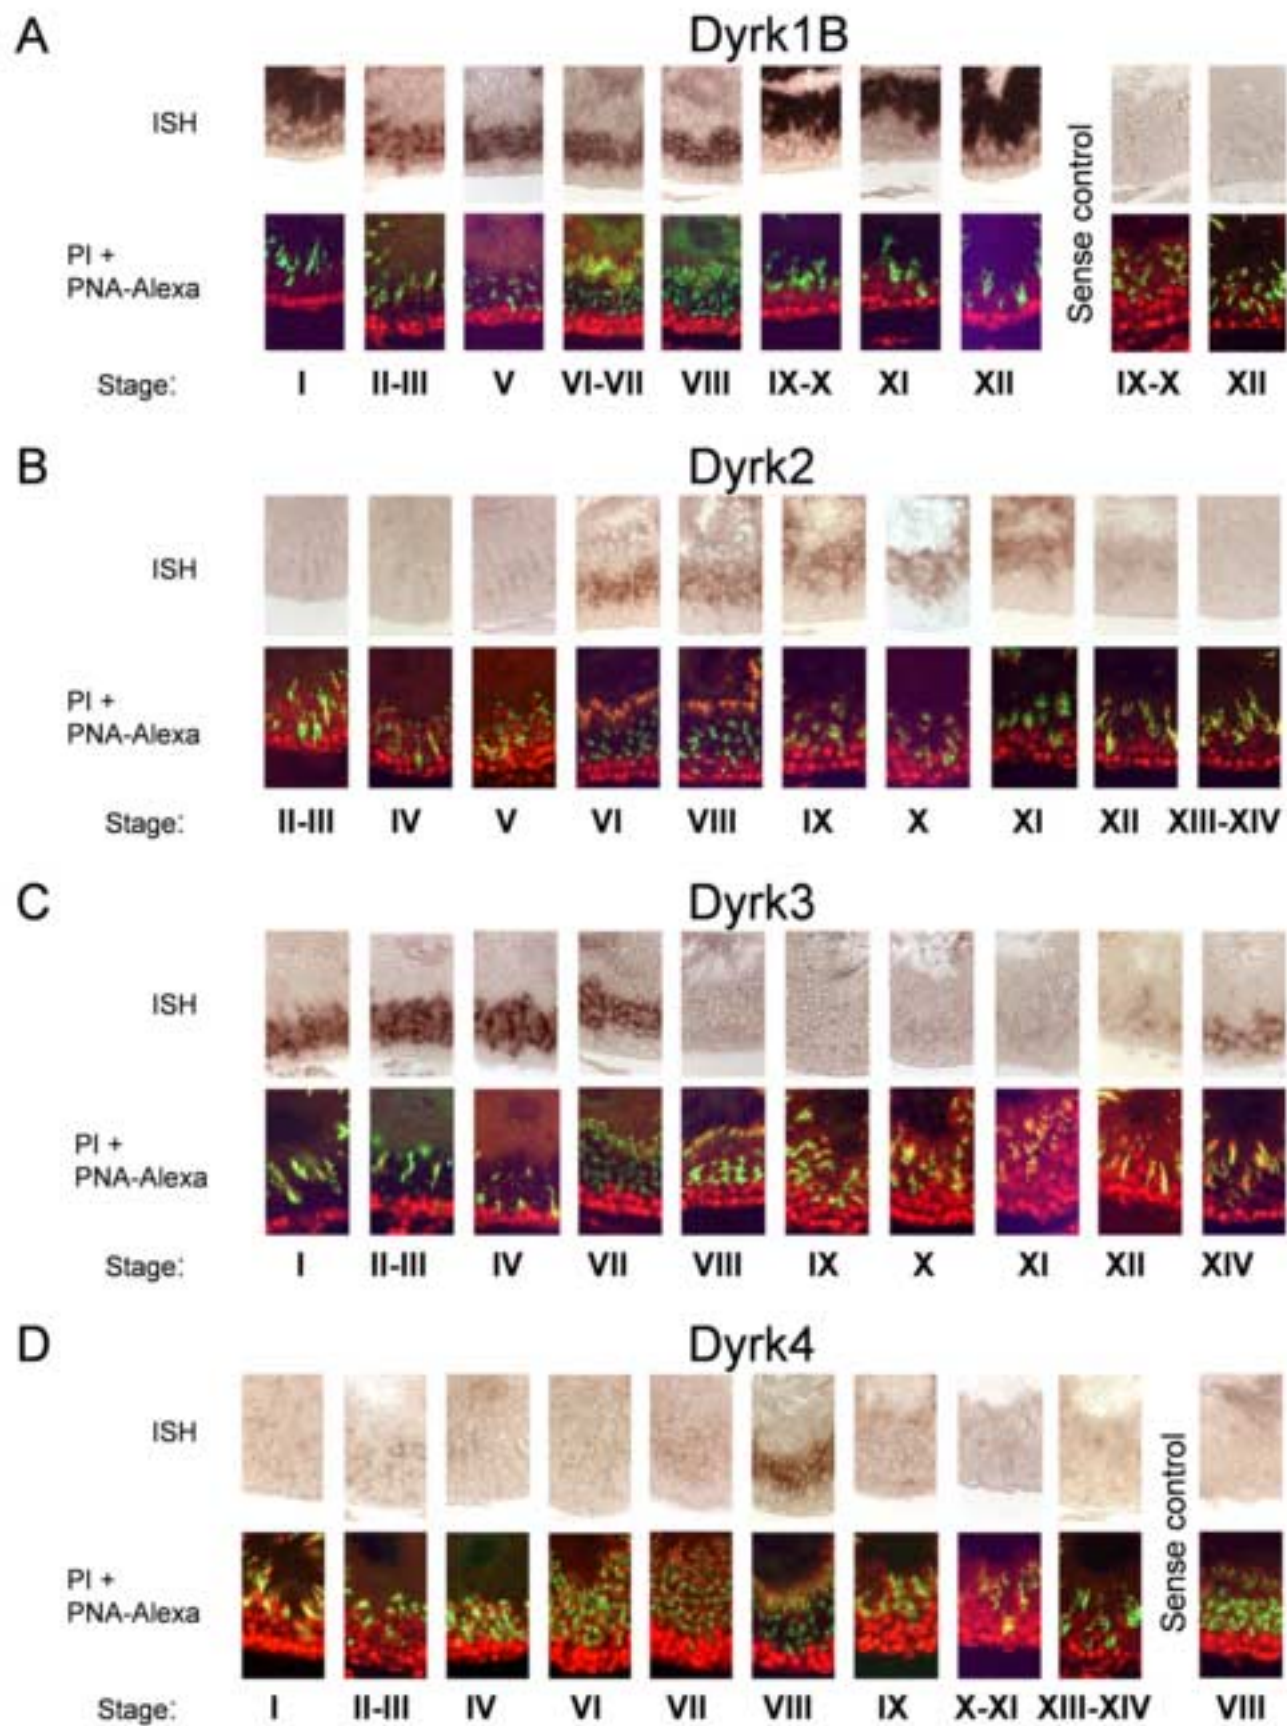 A
Dyrk1B
ISH
Sense control
PI +
PNA-Alexa
Stage: I II-III V VI-VII VIII IX-X XI XII IX-X XII
B
Dyrk2
ISH
PI +
PNA-Alexa
Stage: II-III IV V VI VIII IX X XI XII XIII-XIV
C
Dyrk3
ISH
PI +
PNA-Alexa
Stage: I II-III IV VII VIII IX X XI XII XIV
D
Dyrk4
ISH
Sense control
PI +
PNA-Alexa
Stage: I II-III IV VI VII VIII IX X-XI XIII-XIV VIII